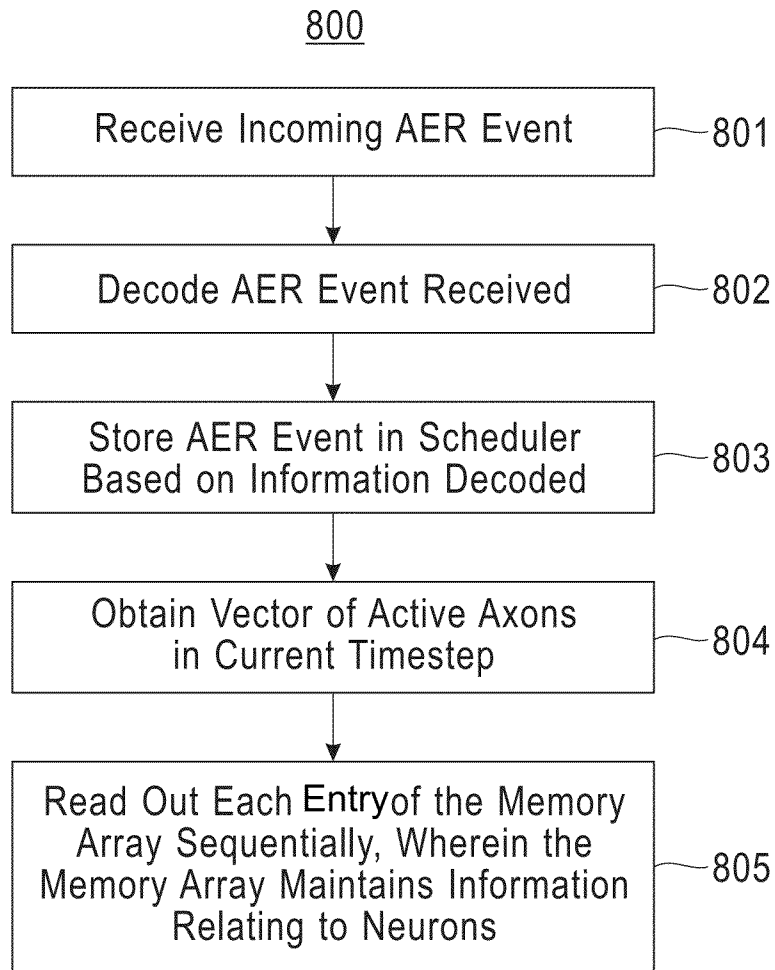 800
Receive Incoming AER Event
801
Decode AER Event Received
802
Store AER Event in Scheduler
Based on Information Decoded
803
Obtain Vector of Active Axons
in Current Timestep
804
Read Out Each Entry of the Memory
Array Sequentially, Wherein the
Memory Array Maintains Information
Relating to Neurons
805